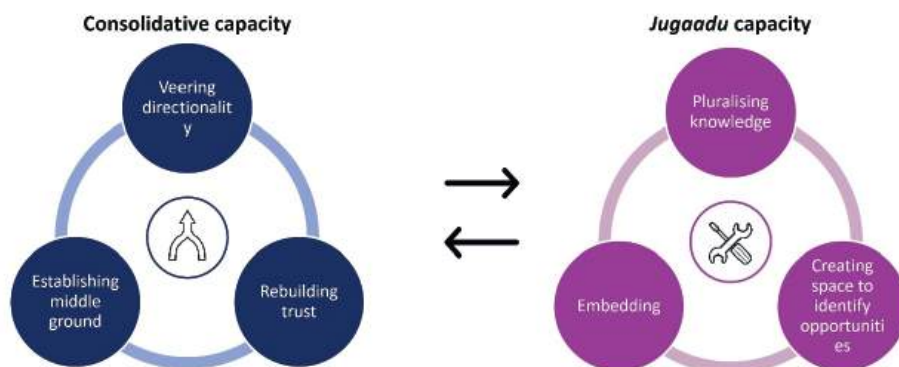 Consolidative capacity
Veering
directionalit
y
Establishing
middle
ground
Rebuilding
trust
Jugaadu capacity
Pluralising
knowledge
Embedding
Creating
space to
identify
opportuniti
es